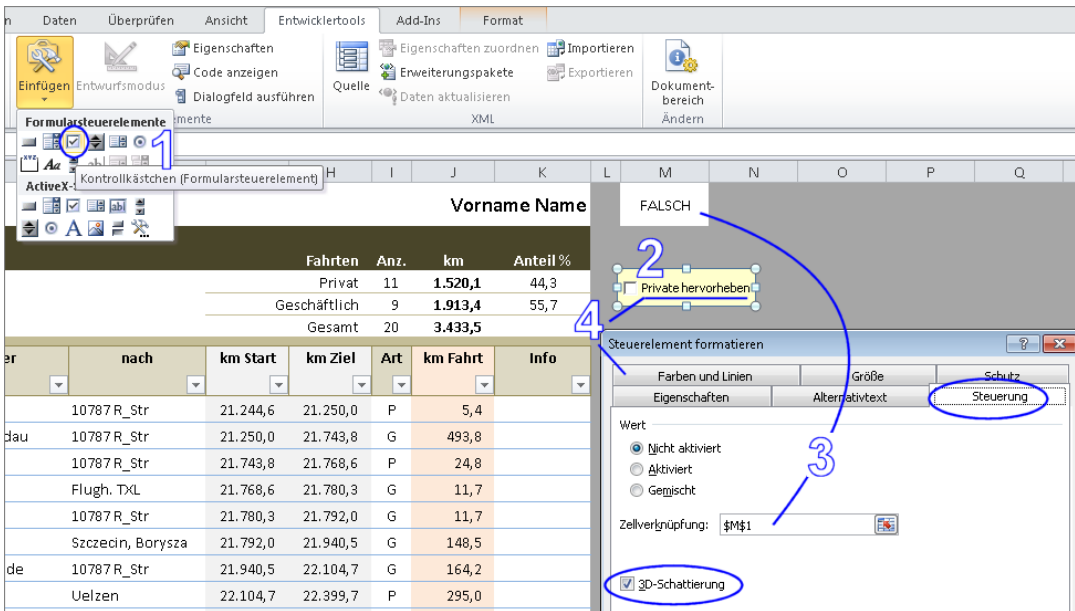 n Daten Überprüfen Ansicht Entwicklertools Add-Ins Format
Einfügen Entwurfsmodus
Eigenschaften
Code anzeigen
Dialogfeld ausführen
Quelle
Eigenschaften zuordnen
Erweiterungspakete
Daten aktualisieren
Importieren
Exportieren
Dokument-
bereich
mente XML Ändern
Formularsteuerelemente
1
XYZ Aa ab|
Kontrollkästchen (Formularsteuerelement)
ActiveX-S
ab|
A
H I J K L M N O P Q
Vorname Name FALSCH
Fahrten Anz. km Anteil %
Privat 11 1.520,1 44,3
Geschäftlich 9 1.913,4 55,7
Gesamt 20 3.433,5
2
Private hervorheben
4
er nach km Start km Ziel Art km Fahrt Info
10787 R_Str 21.244,6 21.250,0 P 5,4
dau 10787 R_Str 21.250,0 21.743,8 G 493,8
10787 R_Str 21.743,8 21.768,6 P 24,8
Flugh. TXL 21.768,6 21.780,3 G 11,7
10787 R_Str 21.780,3 21.792,0 G 11,7
Szczecin, Borysza 21.792,0 21.940,5 G 148,5
de 10787 R_Str 21.940,5 22.104,7 G 164,2
Uelzen 22.104,7 22.399,7 P 295,0
Steuerelement formatieren
Farben und Linien Größe Schutz
Eigenschaften Alternativtext Steuerung
Wert
Nicht aktiviert
Aktiviert
Gemischt
3
Zellverknüpfung: $M$1
3D-Schattierung